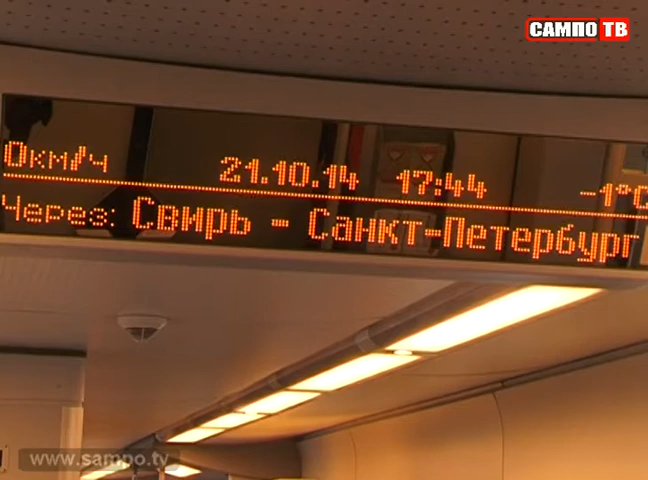 САМПО ТВ
0км/ч 21.10.14 17:44 -1°C
Через: Свирь - Санкт-Петербург
www.sampo.tv